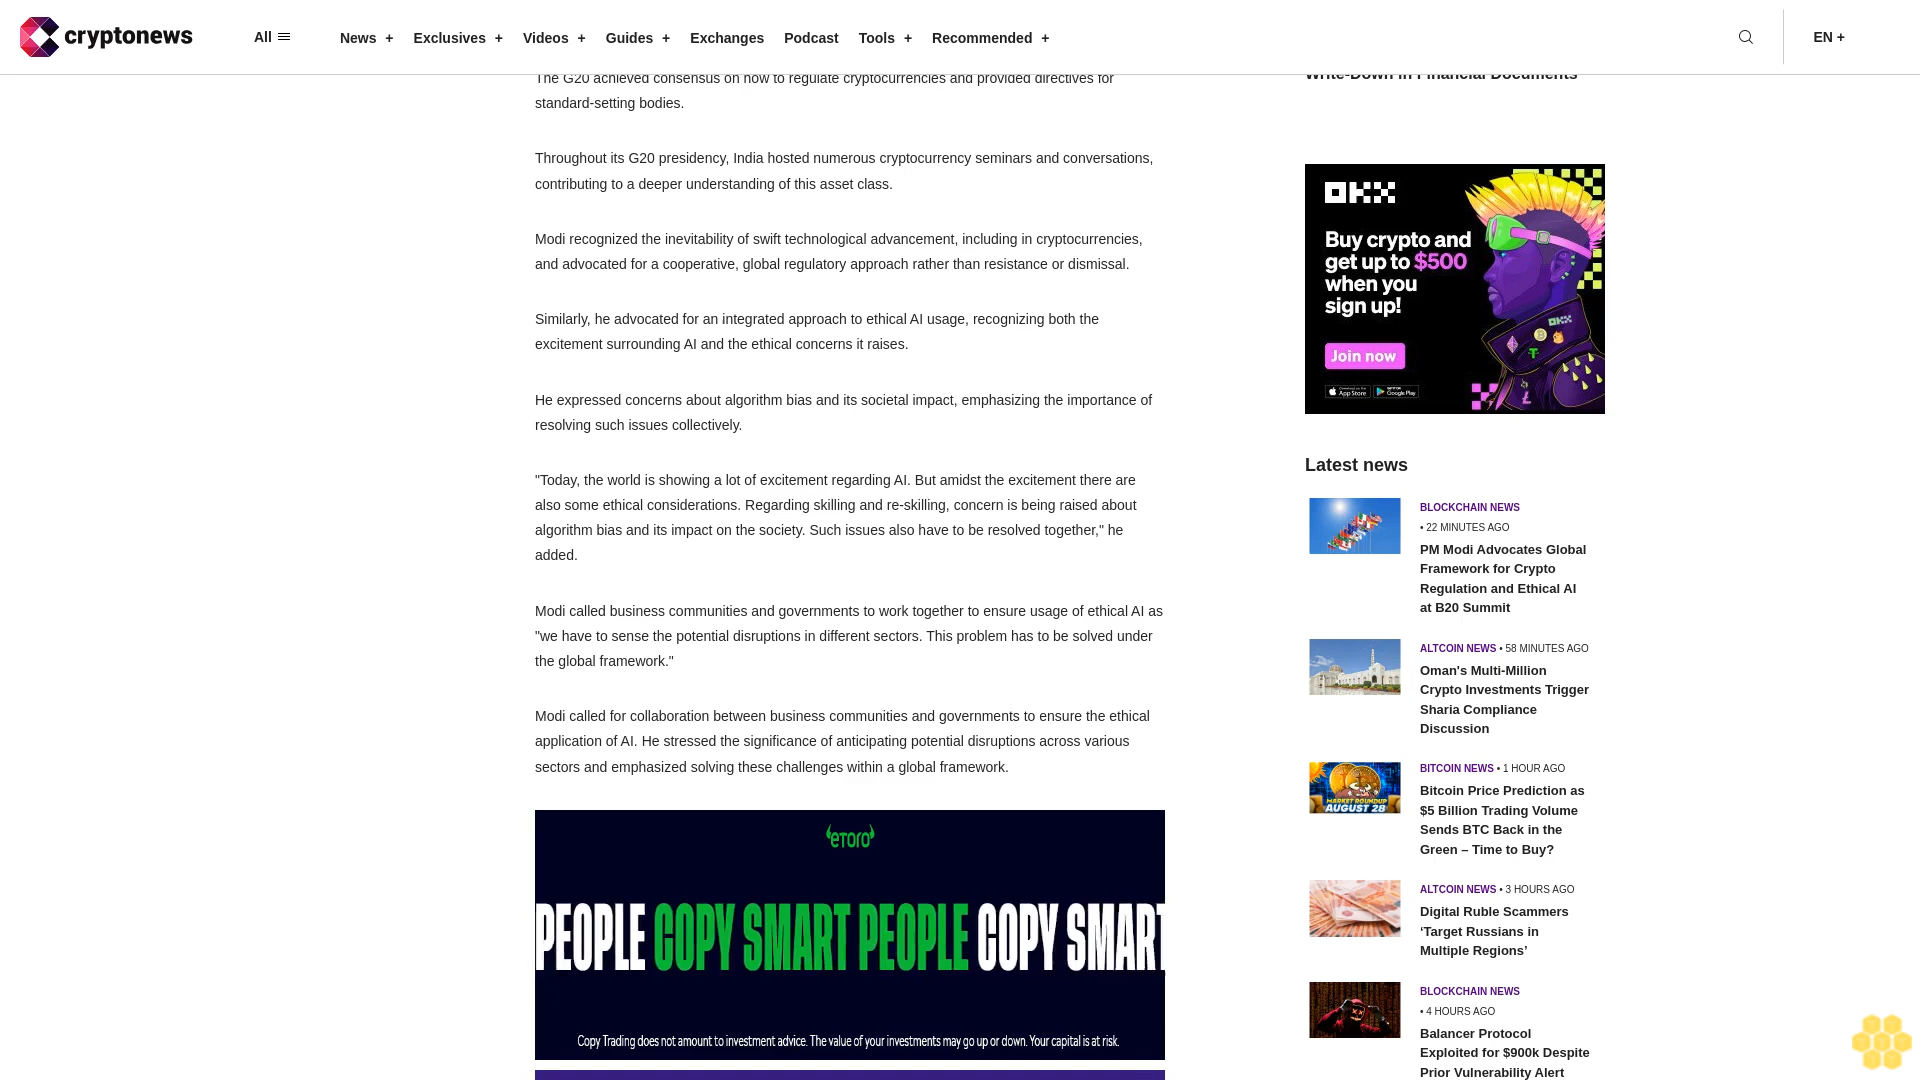 cryptonews
All
News +
Exclusives +
Videos +
Guides +
Exchanges
Podcast
Tools +
Recommended +
EN +
The G20 achieved consensus on how to regulate cryptocurrencies and provided directives for
standard-setting bodies.
Throughout its G20 presidency, India hosted numerous cryptocurrency seminars and conversations,
contributing to a deeper understanding of this asset class.
Modi recognized the inevitability of swift technological advancement, including in cryptocurrencies,
and advocated for a cooperative, global regulatory approach rather than resistance or dismissal.
Similarly, he advocated for an integrated approach to ethical AI usage, recognizing both the
excitement surrounding AI and the ethical concerns it raises.
He expressed concerns about algorithm bias and its societal impact, emphasizing the importance of
resolving such issues collectively.
"Today, the world is showing a lot of excitement regarding AI. But amidst the excitement there are
also some ethical considerations. Regarding skilling and re-skilling, concern is being raised about
algorithm bias and its impact on the society. Such issues also have to be resolved together," he
added.
Modi called business communities and governments to work together to ensure usage of ethical AI as
"we have to sense the potential disruptions in different sectors. This problem has to be solved under
the global framework."
Modi called for collaboration between business communities and governments to ensure the ethical
application of AI. He stressed the significance of anticipating potential disruptions across various
sectors and emphasized solving these challenges within a global framework.
eToro
PEOPLE COPY SMART PEOPLE COPY SMART
Copy Trading does not amount to investment advice. The value of your investments may go up or down. Your capital is at risk.
Write-Down in Financial Documents
OKX
Buy crypto and
get up to $500
when you
sign up!
OKX
Join now
Download on the
App Store
GET IT ON
Google Play
Latest news
BLOCKCHAIN NEWS
• 22 MINUTES AGO
PM Modi Advocates Global
Framework for Crypto
Regulation and Ethical AI
at B20 Summit
ALTCOIN NEWS • 58 MINUTES AGO
Oman's Multi-Million
Crypto Investments Trigger
Sharia Compliance
Discussion
MARKET ROUNDUP
AUGUST 28
BITCOIN NEWS • 1 HOUR AGO
Bitcoin Price Prediction as
$5 Billion Trading Volume
Sends BTC Back in the
Green – Time to Buy?
ALTCOIN NEWS • 3 HOURS AGO
Digital Ruble Scammers
‘Target Russians in
Multiple Regions’
BLOCKCHAIN NEWS
• 4 HOURS AGO
Balancer Protocol
Exploited for $900k Despite
Prior Vulnerability Alert